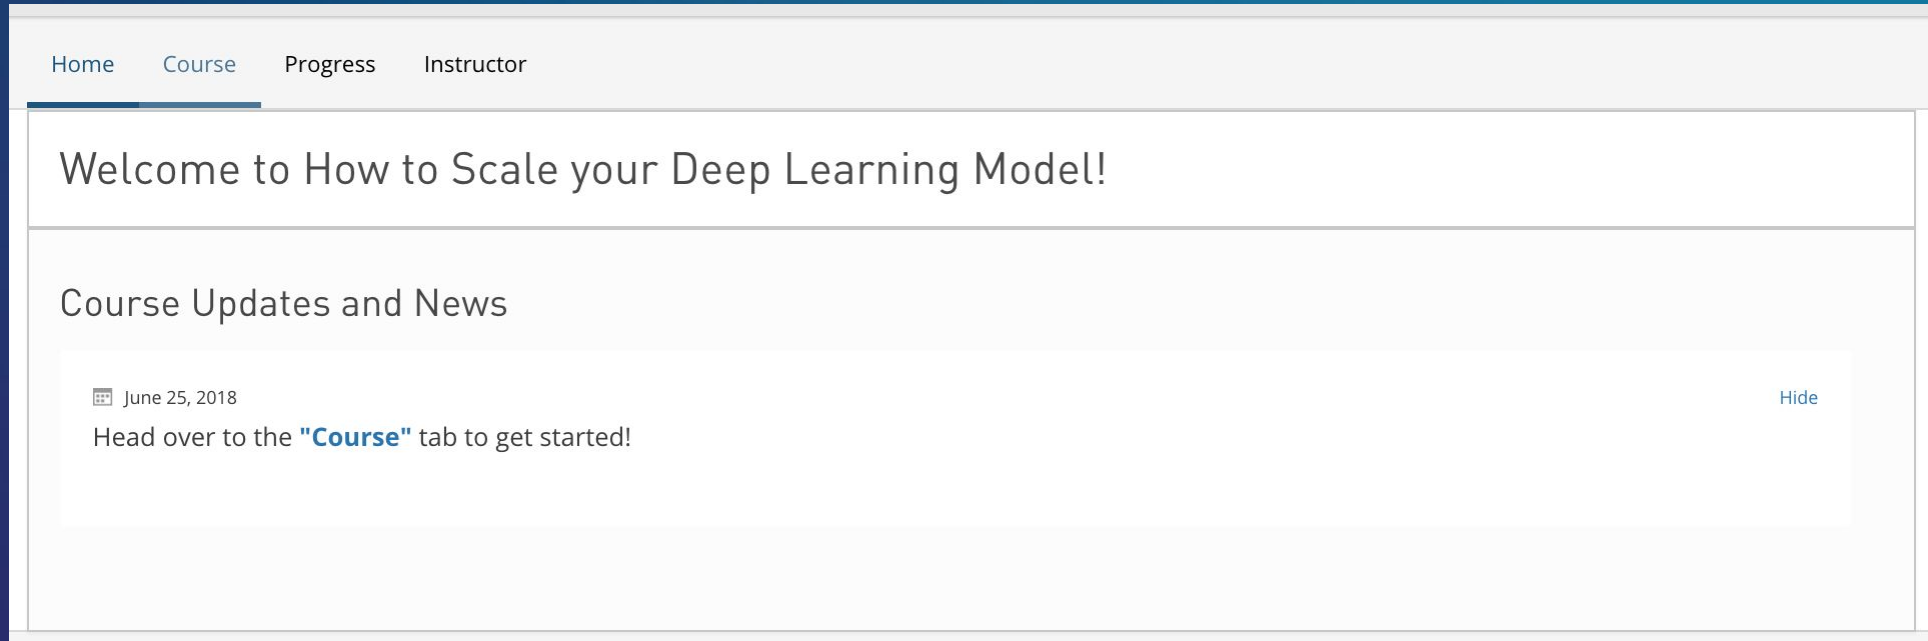 Home Course Progress Instructor
Welcome to How to Scale your Deep Learning Model!
Course Updates and News
June 25, 2018 Hide
Head over to the "Course" tab to get started!